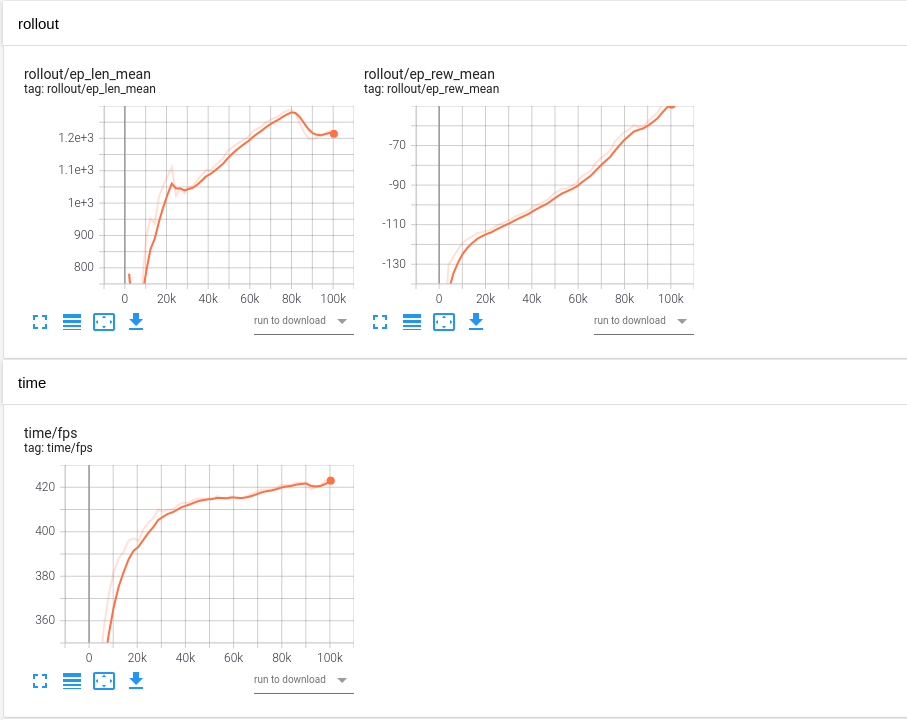 rollout
rollout/ep_len_mean
tag: rollout/ep_len_mean
1.2e+3
1.1e+3
1e+3
900
800
0 20k 40k 60k 80k 100k
run to download
rollout/ep_rew_mean
tag: rollout/ep_rew_mean
-70
-90
-110
-130
0 20k 40k 60k 80k 100k
run to download
time
time/fps
tag: time/fps
420
400
380
360
0 20k 40k 60k 80k 100k
run to download